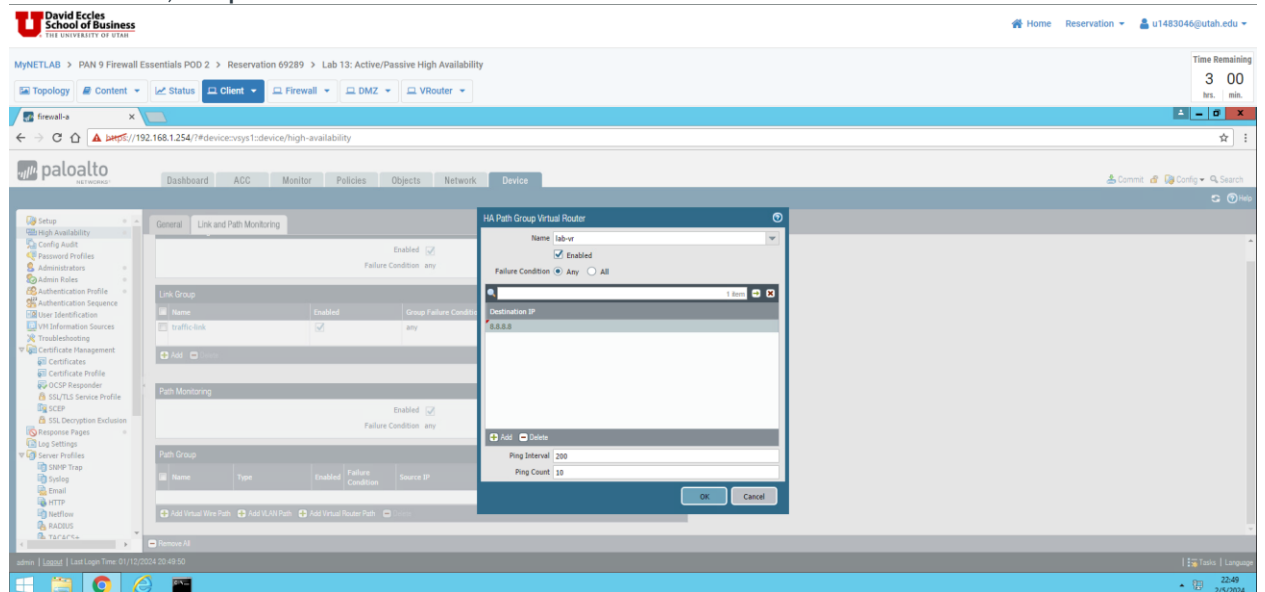 David Eccles
School of Business
THE UNIVERSITY OF UTAH
Home Reservation u1483046@utah.edu
MyNETLAB > PAN 9 Firewall Essentials POD 2 > Reservation 69289 > Lab 13: Active/Passive High Availability
Time Remaining
3 00
hrs. min.
Topology Content Status Client Firewall DMZ VRouter
firewall-a
https://192.168.1.254/?#device::vsys1::device/high-availability
paloalto
NETWORKS
Dashboard ACC Monitor Policies Objects Network Device
Commit Config Search
Help
Setup
High Availability
Config Audit
Password Profiles
Administrators
Admin Roles
Authentication Profile
Authentication Sequence
User Identification
VM Information Sources
Troubleshooting
Certificate Management
Certificates
Certificate Profile
OCSP Responder
SSL/TLS Service Profile
SCEP
SSL Decryption Exclusion
Response Pages
Log Settings
Server Profiles
SNMP Trap
Syslog
Email
HTTP
Netflow
RADIUS
TACACS+
General Link and Path Monitoring
Enabled
Failure Condition any
Link Group
Name Enabled Group Failure Conditio
traffic-link any
Add Delete
Path Monitoring
Enabled
Failure Condition any
Path Group
Name Type Enabled Failure Condition Source IP
Add Virtual Wire Path Add VLAN Path Add Virtual Router Path Delete
Remove All
HA Path Group Virtual Router
Name lab-vr
Enabled
Failure Condition Any All
1 item
Destination IP
8.8.8.8
Add Delete
Ping Interval 200
Ping Count 10
OK Cancel
admin | Logout | Last Login Time: 01/12/2024 20:49:50
Tasks | Language
22:49
2/5/2024